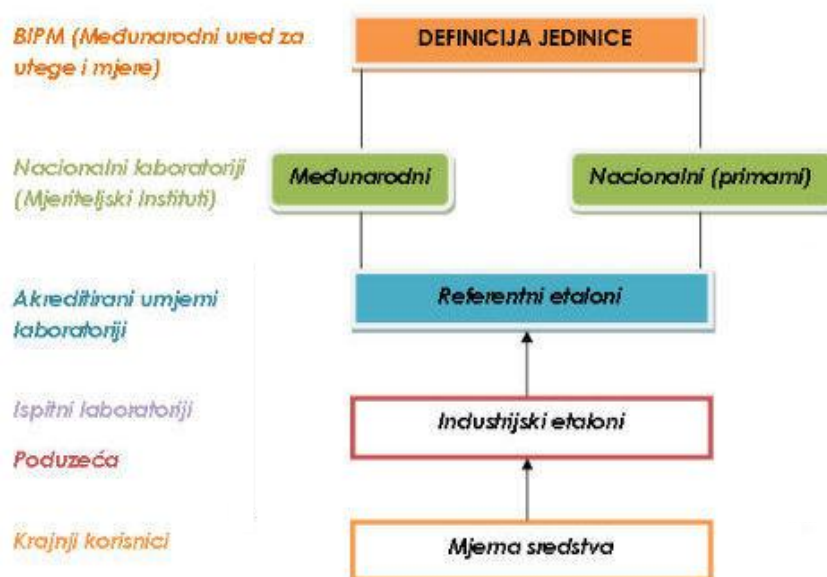 BIPM (Međunarodni ured za
utege i mjere)
DEFINICIJA JEDINICE
Nacionalni laboratoriji
(Mjeriteljski Instituti)
Međunarodni
Nacionalni (primarni)
Akreditirani umjerni
laboratoriji
Referentni etaloni
Ispitni laboratoriji
Poduzeća
Industrijski etaloni
Krajnji korisnici
Mjerna sredstva